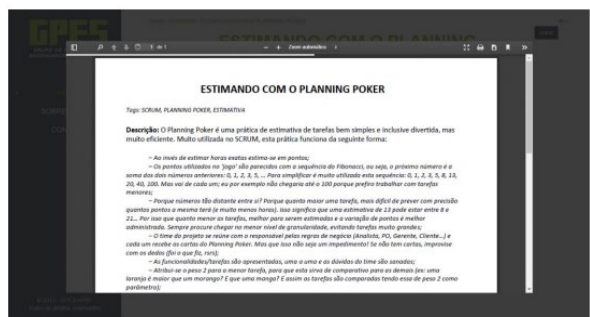 GPES
ESTIMANDO COM O PLANNING
1 de 1
Zoom automático
ESTIMANDO COM O PLANNING POKER
Tags: SCRUM, PLANNING POKER, ESTIMATIVA
Descrição: O Planning Poker é uma prática de estimativa de tarefas bem simples e inclusive divertida, mas
muito eficiente. Muito utilizada no SCRUM, esta prática funciona da seguinte forma:
– Ao invés de estimar horas exatas estima-se em pontos;
– Os pontos utilizados no 'jogo' são parecidos com a sequência do Fibonacci, ou seja, o próximo número é a
soma dos dois números anteriores: 0, 1, 2, 3, 5, ... Para simplificar é muito utilizada esta sequência: 0, 1, 2, 3, 5, 8, 13,
20, 40, 100. Mas vai de cada um; eu por exemplo não chegaria até o 100 porque prefiro trabalhar com tarefas
menores;
– Porque números tão distante entre si? Porque quanto maior uma tarefa, mais difícil de prever com precisão
quantos pontos a mesma terá (e muito menos horas). Isso significa que uma estimativa de 13 pode estar entre 8 e
21... Por isso que quanto menor as tarefas, melhor para serem estimadas e a variação de pontos é melhor
administrada. Sempre procure chegar no menor nível de granularidade, evitando tarefas muito grandes;
– O time do projeto se reúne com o responsável pelas regras de negócio (Analista, PO, Gerente, Cliente...) e
cada um recebe as cartas do Planning Poker. Mas que isso não seja um impedimento! Se não tem cartas, improvise
com os dedos (foi o que fiz, rsrs);
– As funcionalidades/tarefas são apresentadas, uma a uma e as dúvidas do time são sanadas;
– Atribui-se o peso 2 para a menor tarefa, para que esta sirva de comparativo para as demais (ex: uma
laranja é maior que um morango? E que uma manga? E assim as tarefas são comparadas tendo essa de peso 2 como
parâmetro);